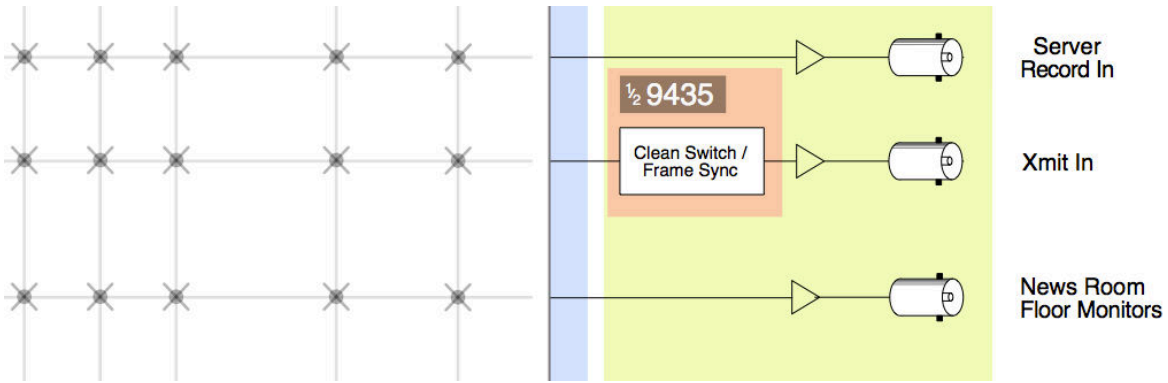 Server
Record In
½ 9435
Clean Switch /
Frame Sync
Xmit In
News Room
Floor Monitors